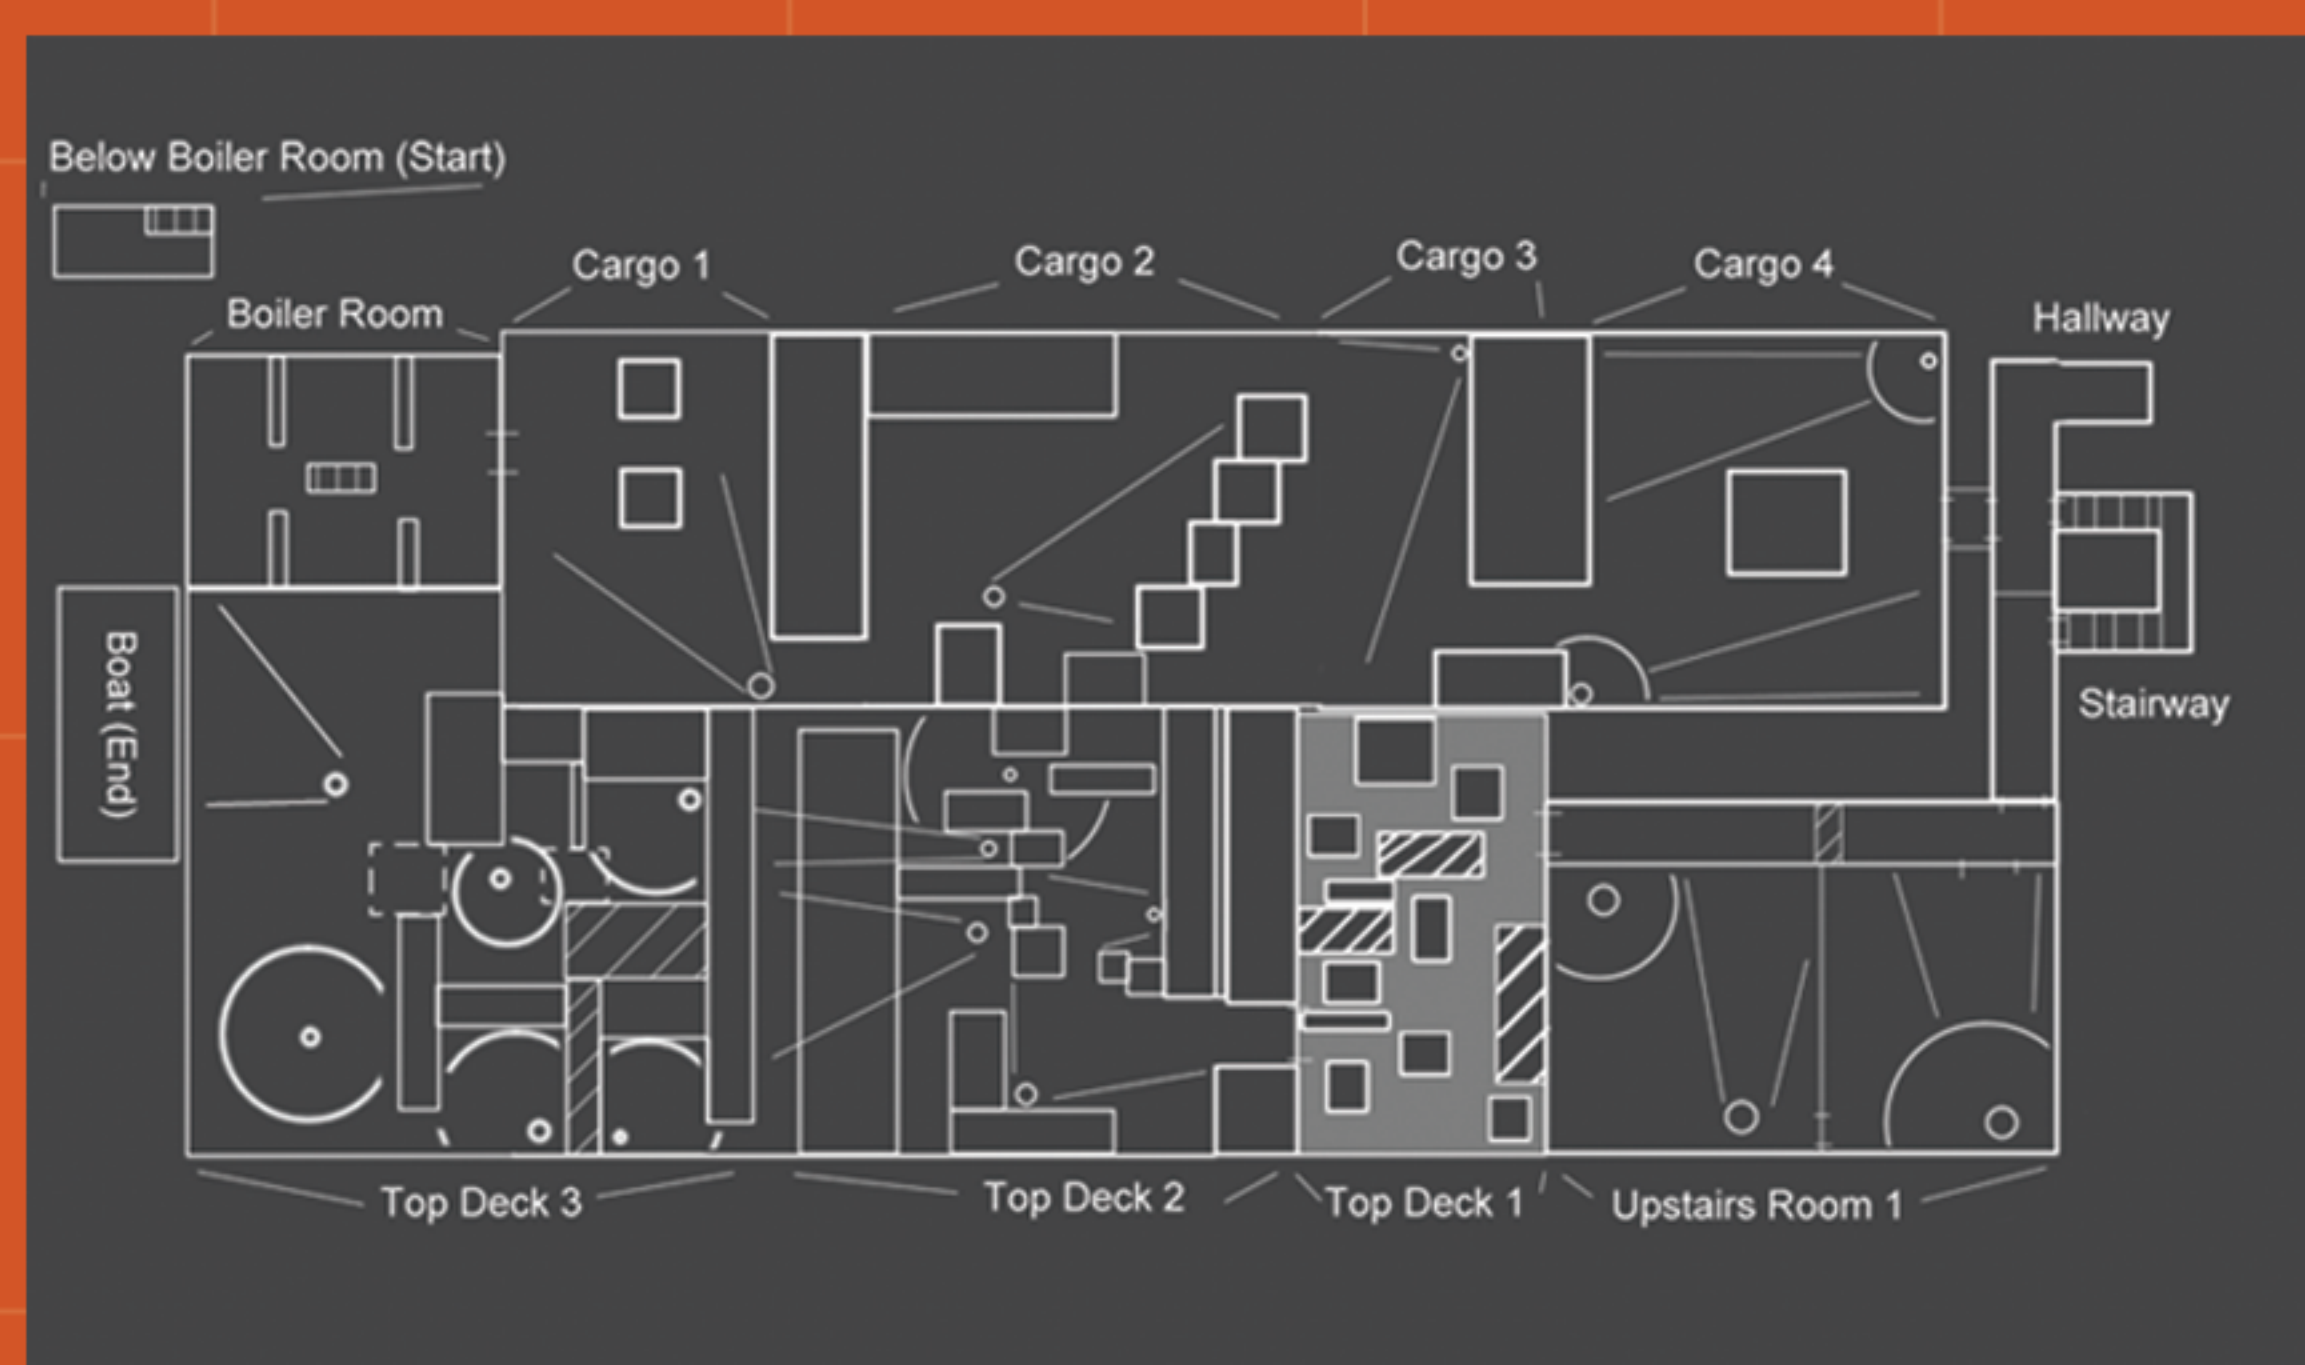 Below Boiler Room (Start)
Cargo 1
Cargo 2
Cargo 3
Cargo 4
Boiler Room
Hallway
Boat (End)
Stairway
Top Deck 3
Top Deck 2
Top Deck 1
Upstairs Room 1